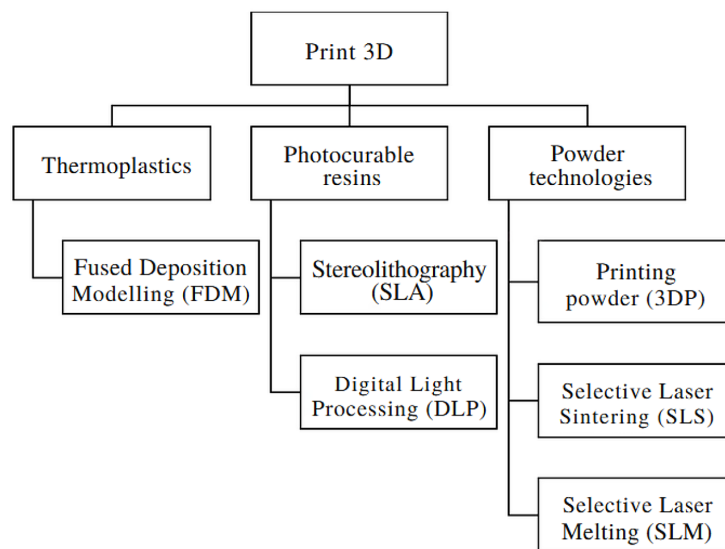 Print 3D
Thermoplastics
Photocurable
resins
Powder
technologies
Fused Deposition
Modelling (FDM)
Stereolithography
(SLA)
Printing
powder (3DP)
Digital Light
Processing (DLP)
Selective Laser
Sintering (SLS)
Selective Laser
Melting (SLM)